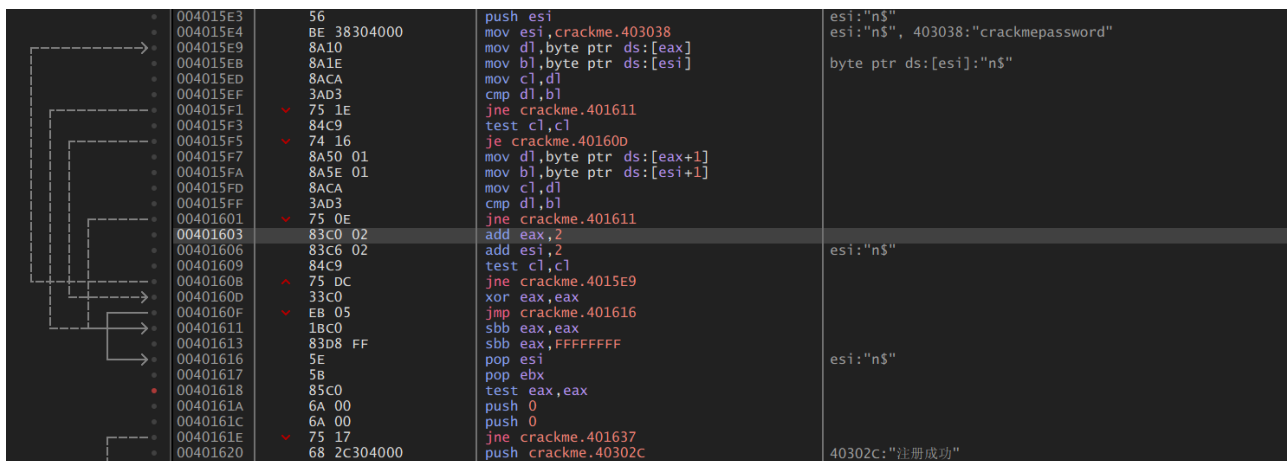 004015E3 56 push esi esi:"n$"
004015E4 BE 38304000 mov esi,crackme.403038 esi:"n$", 403038:"crackmepassword"
004015E9 8A10 mov dl,byte ptr ds:[eax]
004015EB 8A1E mov bl,byte ptr ds:[esi] byte ptr ds:[esi]:"n$"
004015ED 8ACA mov cl,dl
004015EF 3AD3 cmp dl,bl
004015F1 75 1E jne crackme.401611
004015F3 84C9 test cl,cl
004015F5 74 16 je crackme.40160D
004015F7 8A50 01 mov dl,byte ptr ds:[eax+1]
004015FA 8A5E 01 mov bl,byte ptr ds:[esi+1]
004015FD 8ACA mov cl,dl
004015FF 3AD3 cmp dl,bl
00401601 75 0E jne crackme.401611
00401603 83C0 02 add eax,2
00401606 83C6 02 add esi,2 esi:"n$"
00401609 84C9 test cl,cl
0040160B 75 DC jne crackme.4015E9
0040160D 33C0 xor eax,eax
0040160F EB 05 jmp crackme.401616
00401611 1BC0 sbb eax,eax
00401613 83D8 FF sbb eax,FFFFFFFF
00401616 5E pop esi esi:"n$"
00401617 5B pop ebx
00401618 85C0 test eax,eax
0040161A 6A 00 push 0
0040161C 6A 00 push 0
0040161E 75 17 jne crackme.401637
00401620 68 2C304000 push crackme.40302C 40302C:"注册成功"